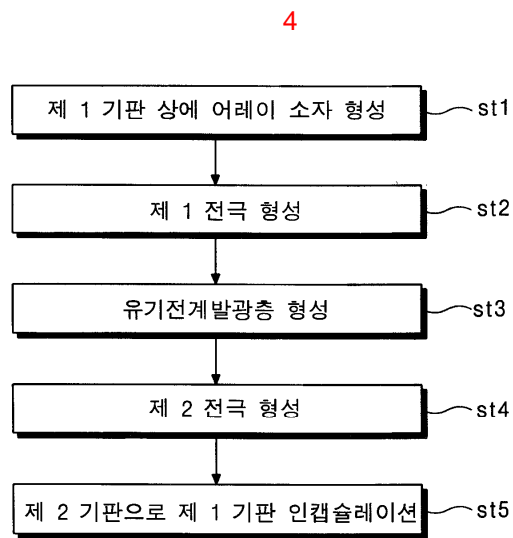 4
제 1 기판 상에 어레이 소자 형성 st1
제 1 전극 형성 st2
유기전계발광층 형성 st3
제 2 전극 형성 st4
제 2 기판으로 제 1 기판 인캡슐레이션 st5